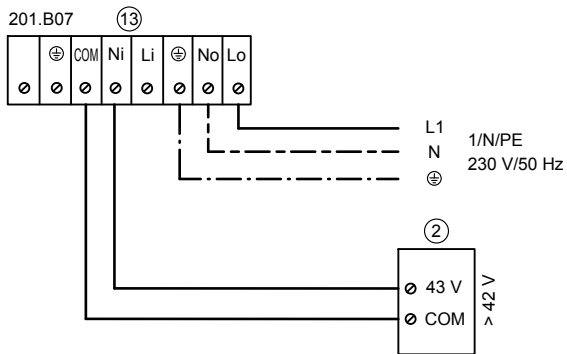 201.B07
13
COM Ni Li No Lo
L1
N
1/N/PE
230 V/50 Hz
2
43 V
COM
> 42 V